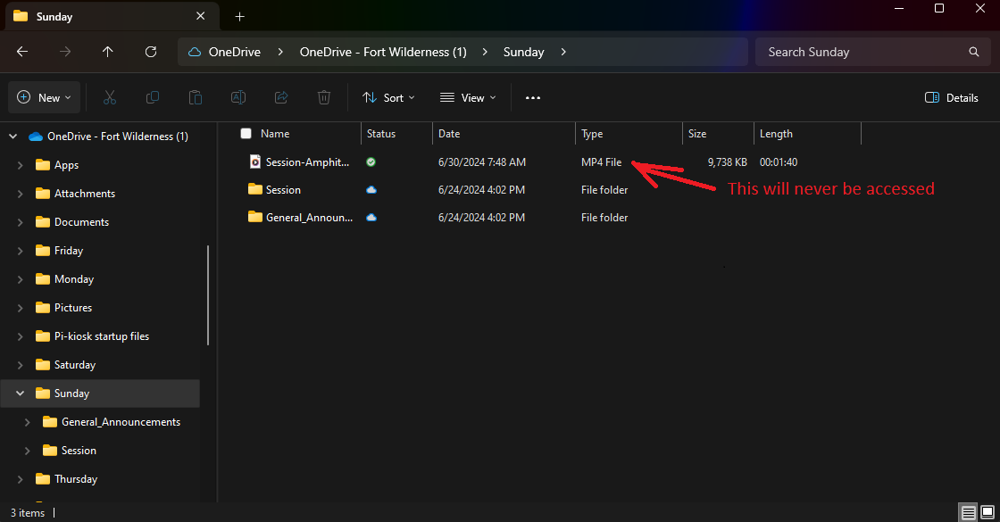 Sunday
OneDrive OneDrive - Fort Wilderness (1) Sunday
Search Sunday
New Sort View Details
OneDrive - Fort Wilderness (1)
Apps
Attachments
Documents
Friday
Monday
Pictures
Pi-kiosk startup files
Saturday
Sunday
General_Announcements
Session
Thursday
Name Status Date Type Size Length
Session-Amphit... 6/30/2024 7:48 AM MP4 File 9,738 KB 00:01:40
Session 6/24/2024 4:02 PM File folder
General_Announ... 6/24/2024 4:02 PM File folder
This will never be accessed
3 items